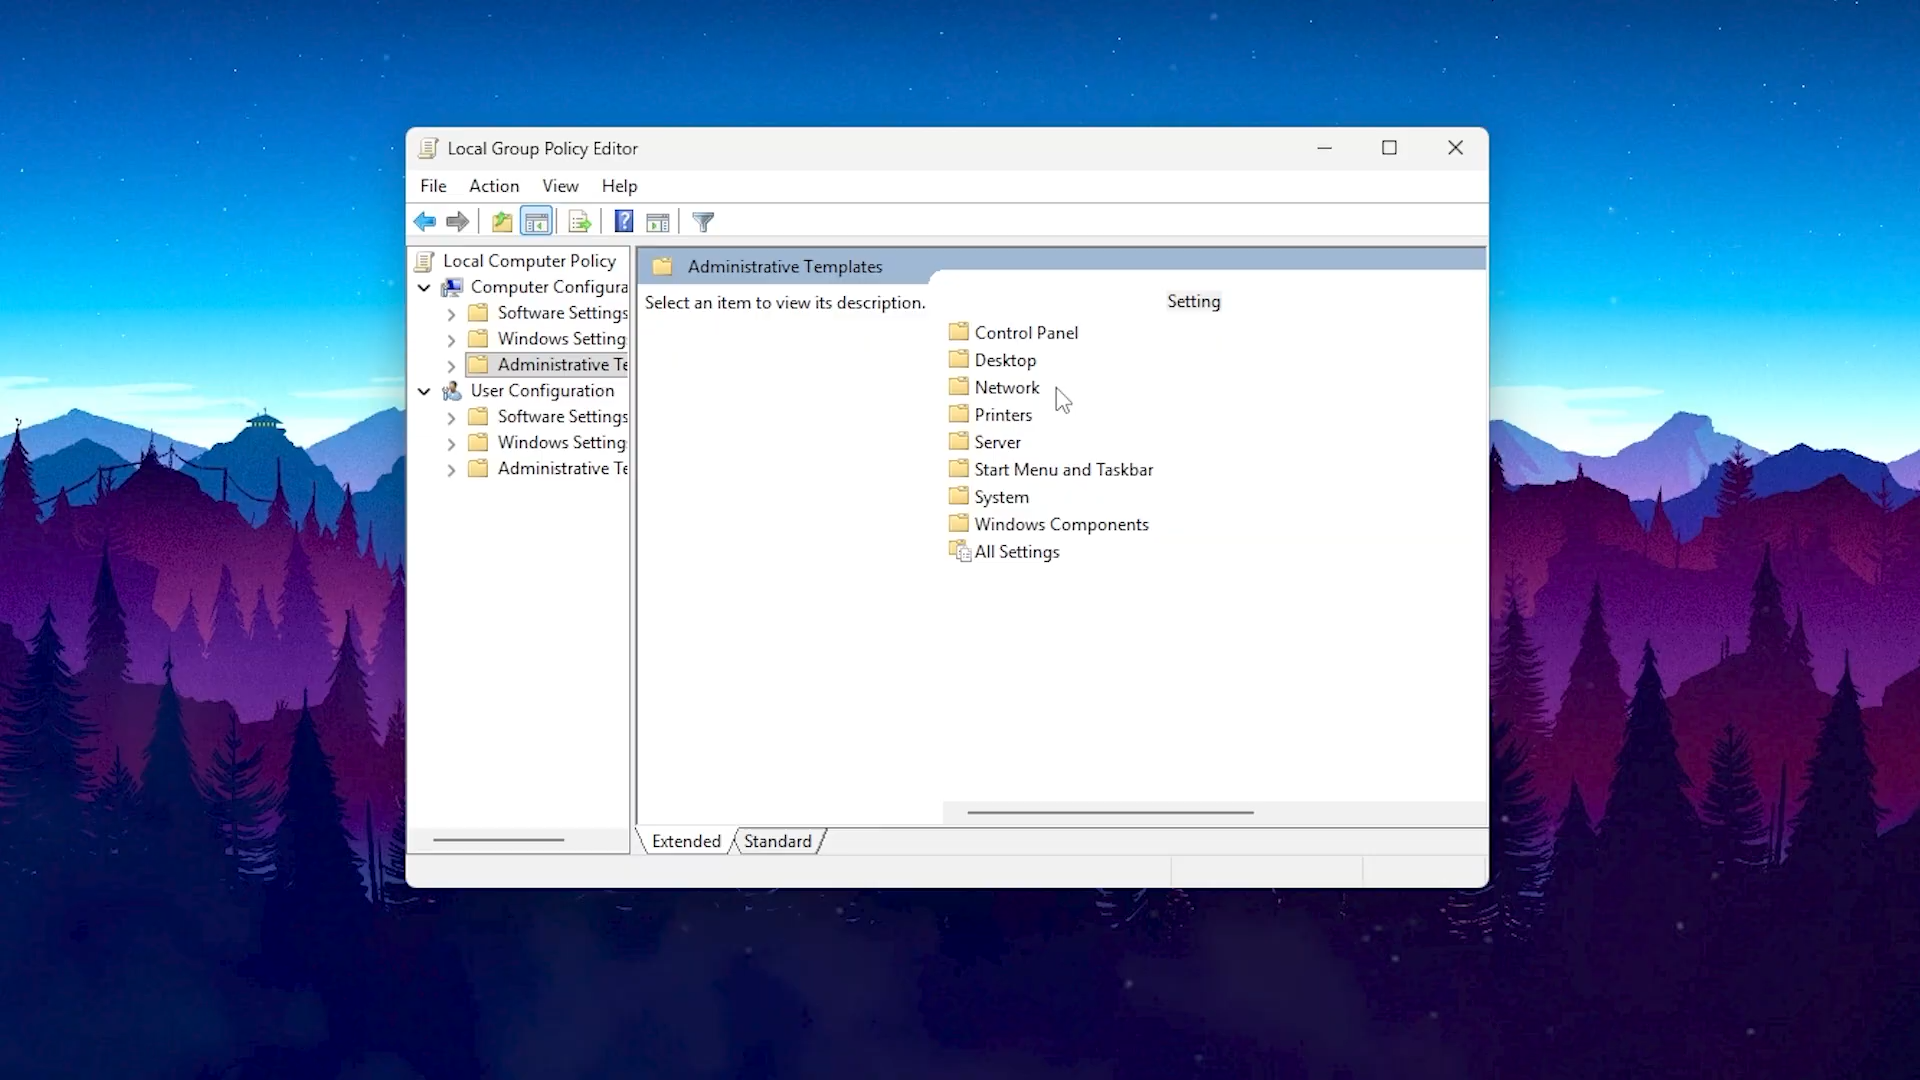 Local Group Policy Editor
File Action View Help
Local Computer Policy
Computer Configura
Software Settings
Windows Setting
Administrative Te
User Configuration
Software Settings
Windows Setting
Administrative Te
Administrative Templates
Select an item to view its description.
Setting
Control Panel
Desktop
Network
Printers
Server
Start Menu and Taskbar
System
Windows Components
All Settings
Extended Standard